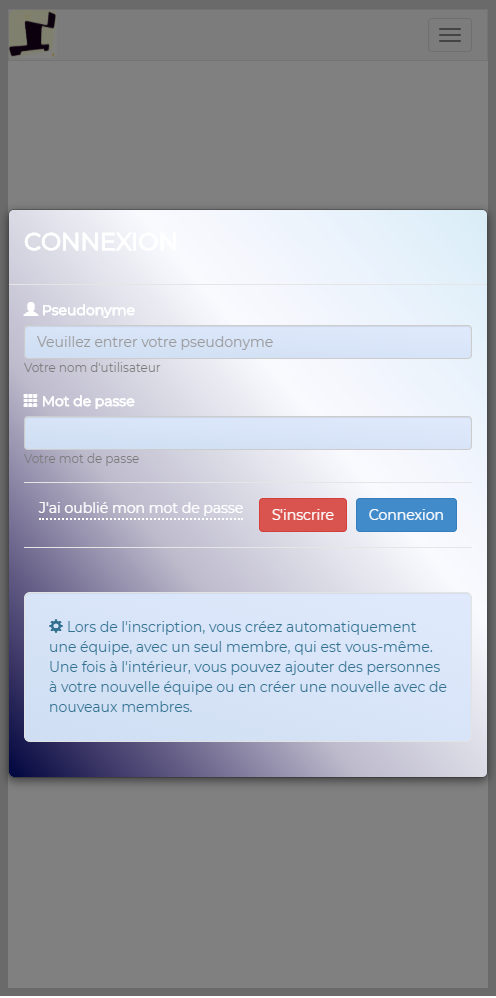 CONNEXION
Pseudonyme
Veuillez entrer votre pseudonyme
Votre nom d'utilisateur
Mot de passe
Votre mot de passe
J'ai oublié mon mot de passe S'inscrire Connexion
Lors de l'inscription, vous créez automatiquement
une équipe, avec un seul membre, qui est vous-même.
Une fois à l'intérieur, vous pouvez ajouter des personnes
à votre nouvelle équipe ou en créer une nouvelle avec de
nouveaux membres.